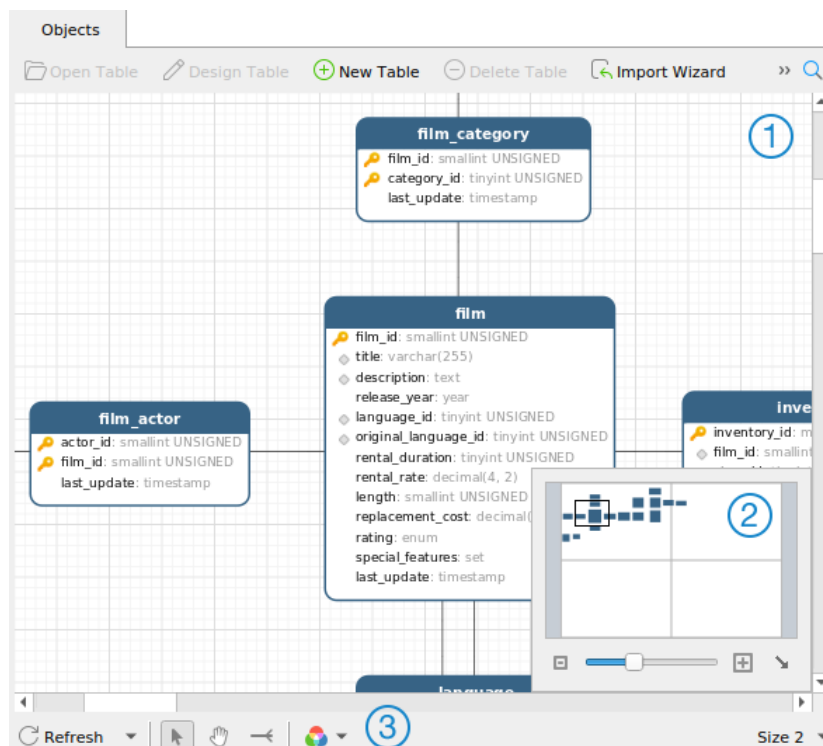 Objects
Open Table Design Table New Table Delete Table Import Wizard »
1
film_category
film_id: smallint UNSIGNED
category_id: tinyint UNSIGNED
last_update: timestamp
film
film_id: smallint UNSIGNED
title: varchar(255)
description: text
release_year: year
language_id: tinyint UNSIGNED
original_language_id: tinyint UNSIGNED
rental_duration: tinyint UNSIGNED
rental_rate: decimal(4, 2)
length: smallint UNSIGNED
replacement_cost: decimal(
rating: enum
special_features: set
last_update: timestamp
film_actor
actor_id: smallint UNSIGNED
film_id: smallint UNSIGNED
last_update: timestamp
inve
inventory_id: m
film_id: smallint
2
language
3
Refresh
Size 2